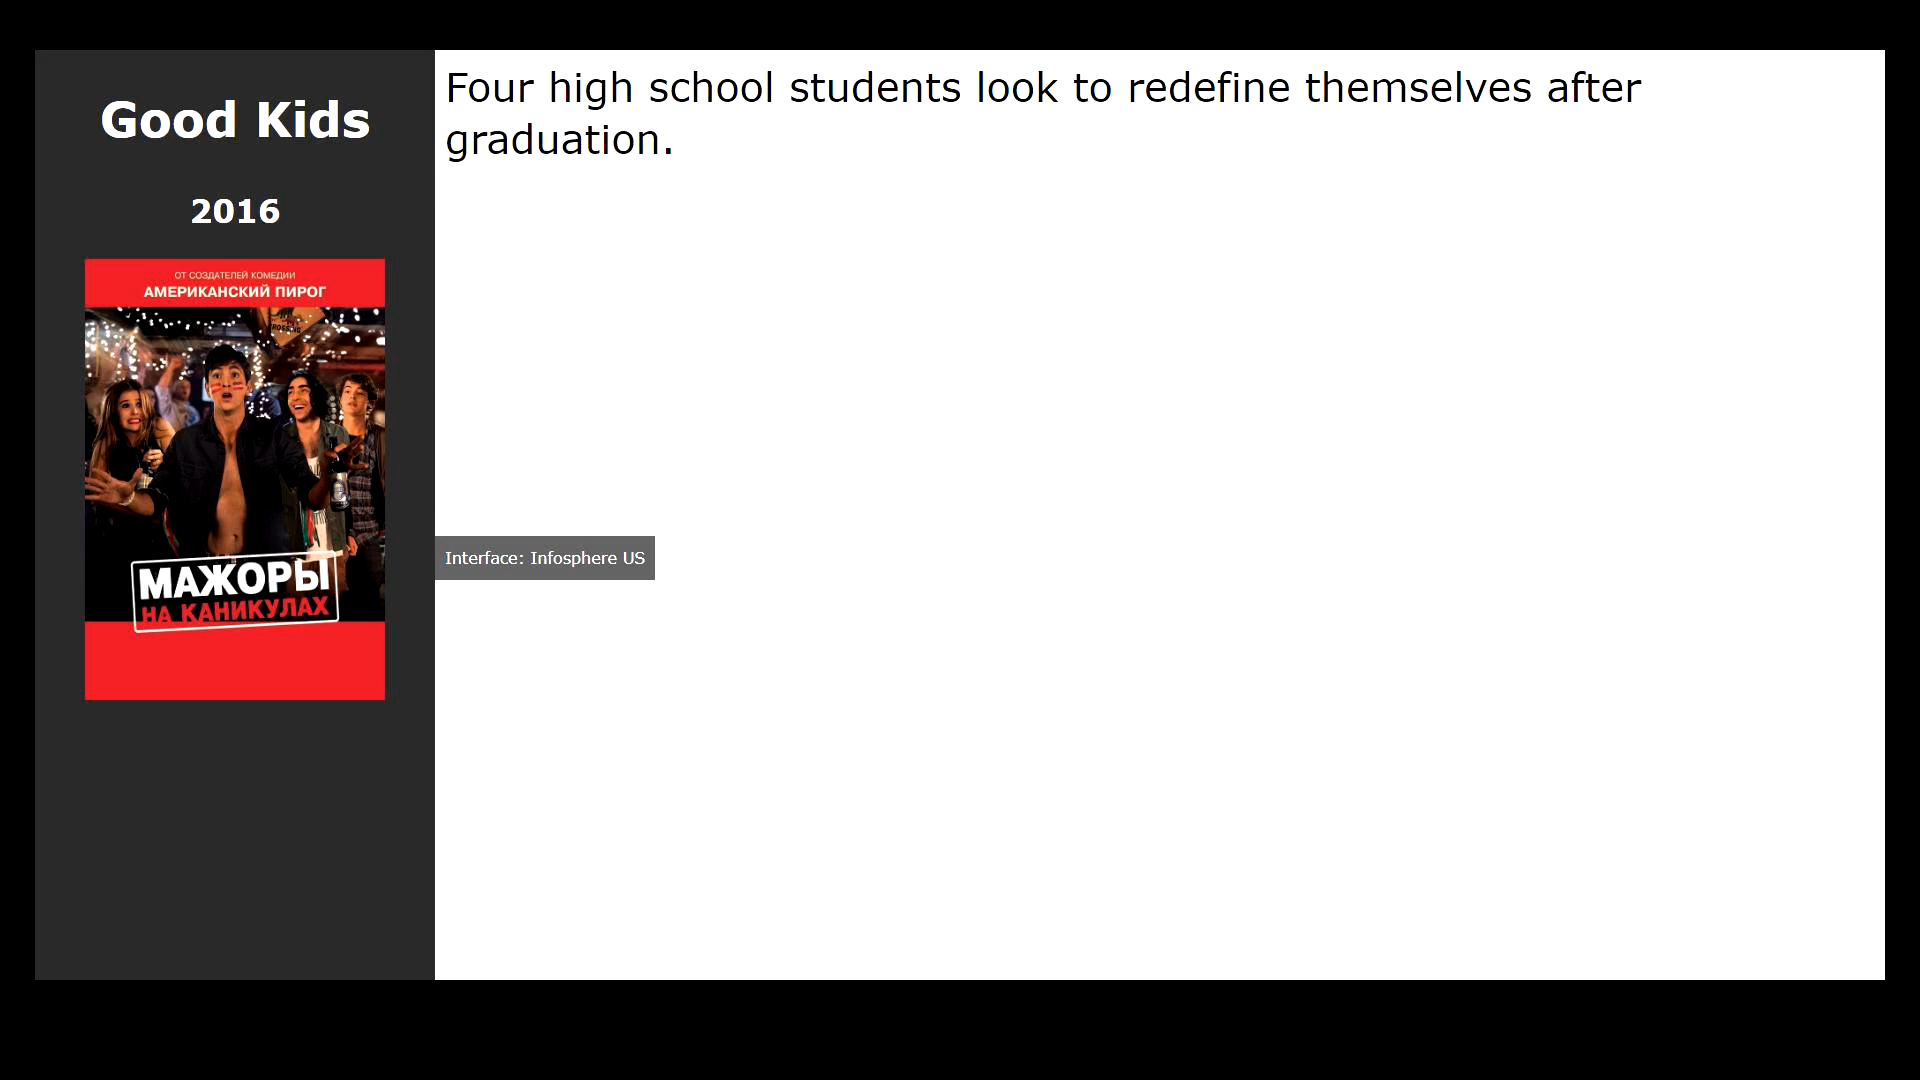 Good Kids
2016
ОТ СОЗДАТЕЛЕЙ КОМЕДИИ
АМЕРИКАНСКИЙ ПИРОГ
МАЖОРЫ
НА КАНИКУЛАХ
Four high school students look to redefine themselves after
graduation.
Interface: Infosphere US